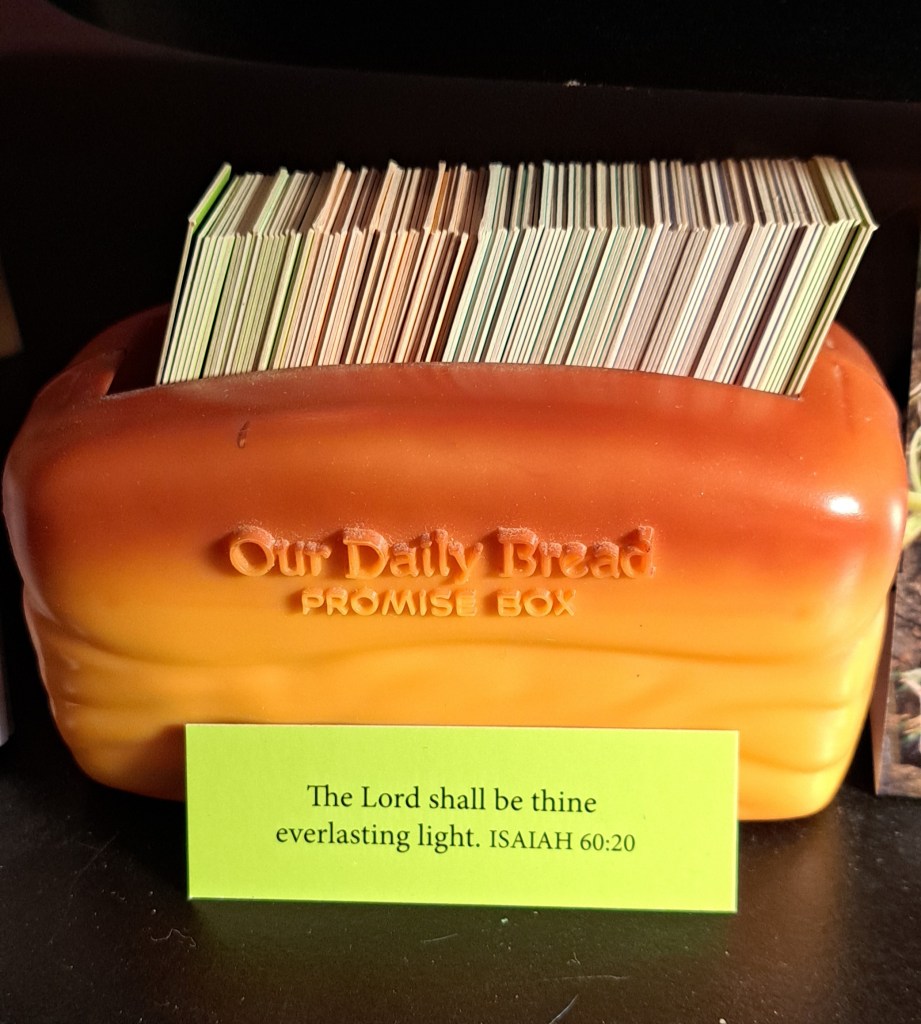 Our Daily Bread
PROMISE BOX
The Lord shall be thine
everlasting light. ISAIAH 60:20